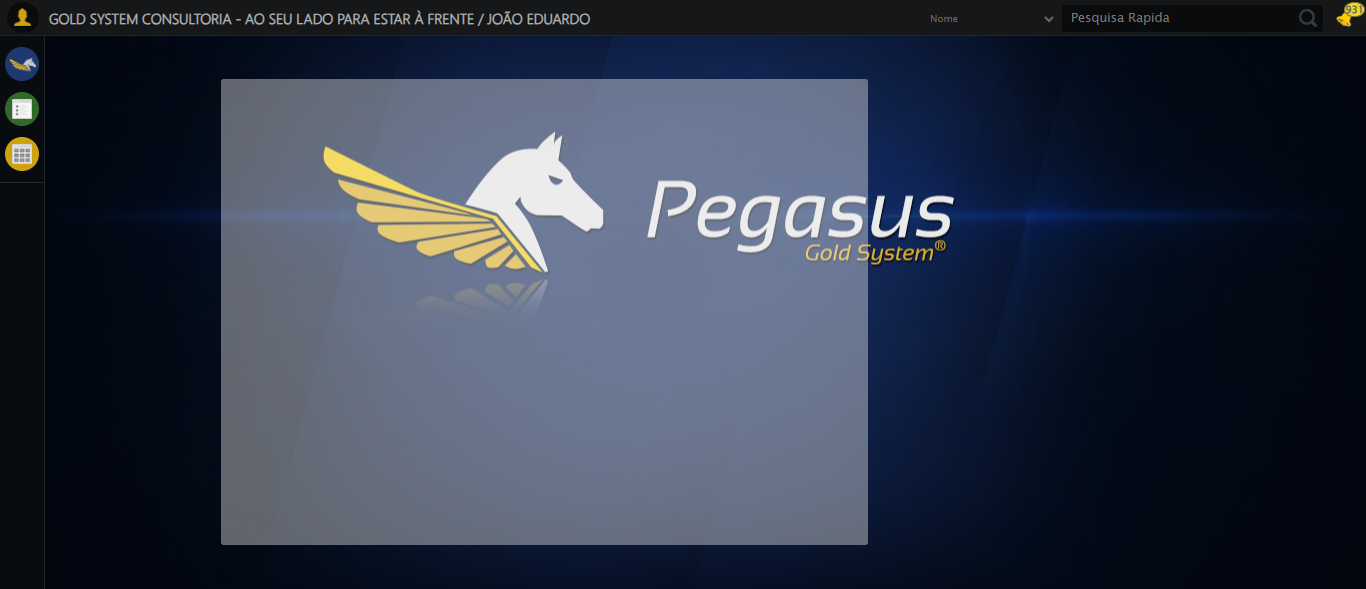 GOLD SYSTEM CONSULTORIA - AO SEU LADO PARA ESTAR À FRENTE / JOÃO EDUARDO
Nome
Pesquisa Rapida
931
Pegasus
Gold System®